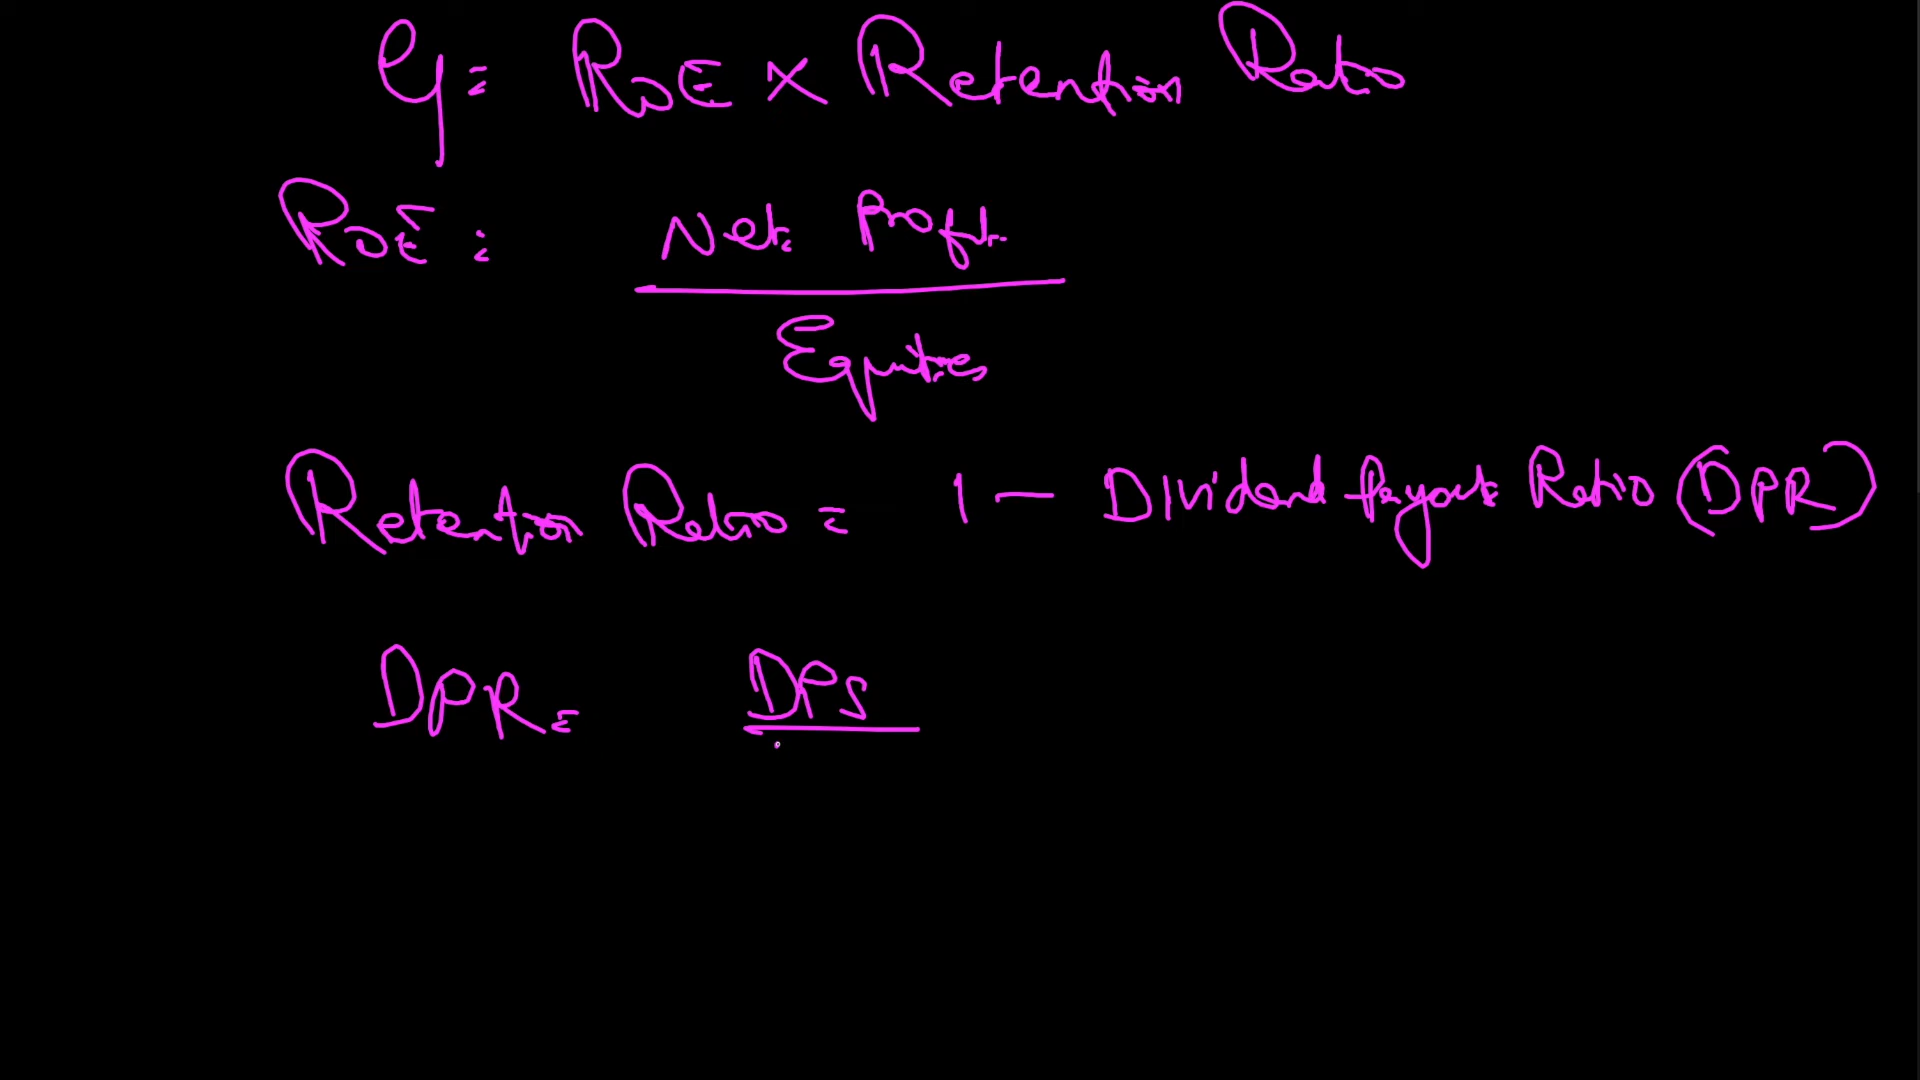 g = ROE × Retention Ratio
ROE = Net Profit
Equities
Retention Ratio = 1 - Dividend Payout Ratio (DPR)
DPR = DPS